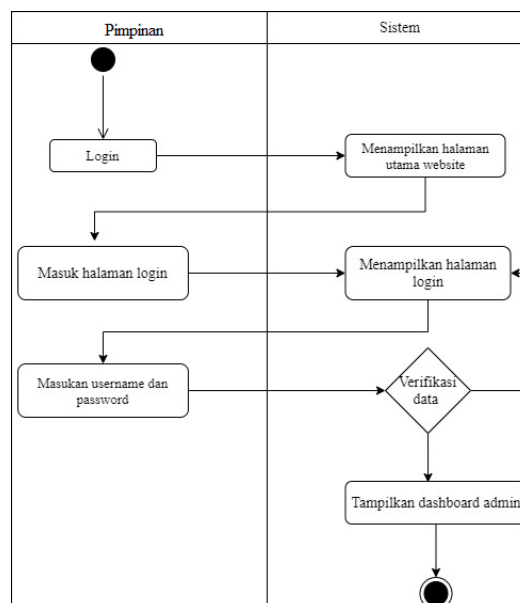 Pimpinan
Sistem
Login
Menampilkan halaman
utama website
Masuk halaman login
Menampilkan halaman
login
Masukan username dan
password
Verifikasi
data
Tampilkan dashboard admin